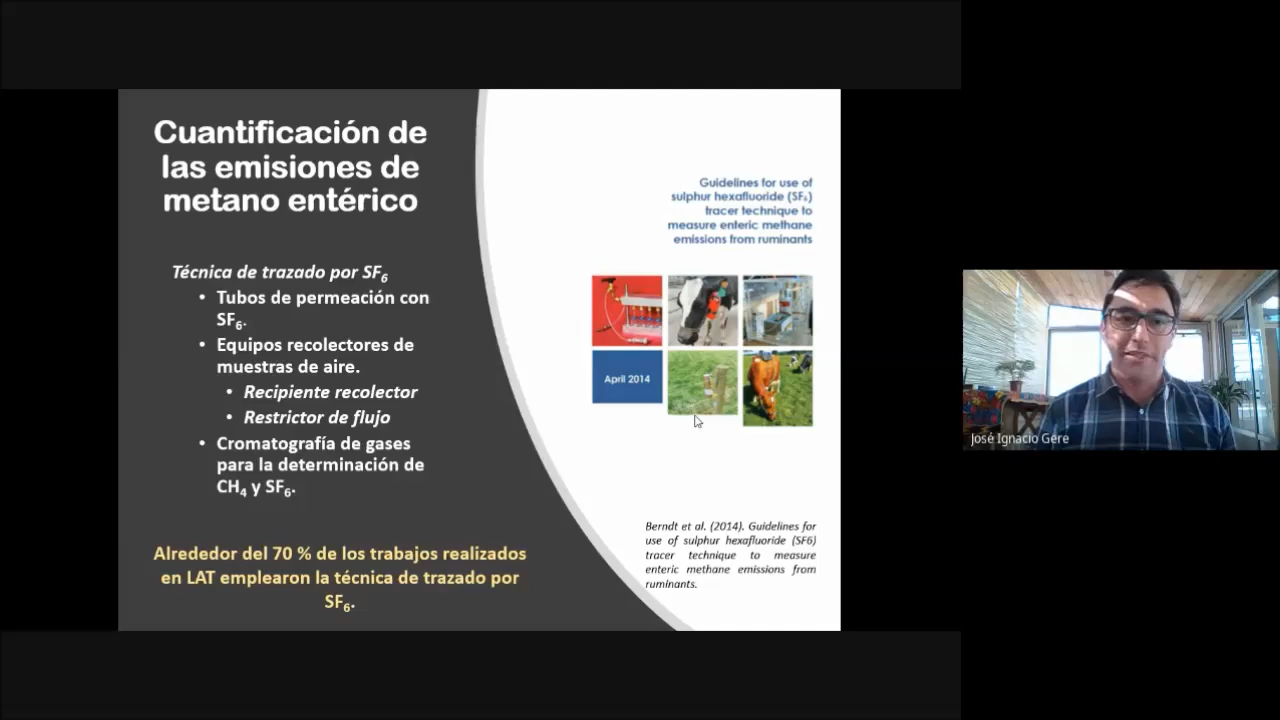 Cuantificación de
las emisiones de
metano entérico
Técnica de trazado por SF6
• Tubos de permeación con
SF6.
• Equipos recolectores de
muestras de aire.
• Recipiente recolector
• Restrictor de flujo
• Cromatografía de gases
para la determinación de
CH4 y SF6.
Alrededor del 70 % de los trabajos realizados
en LAT emplearon la técnica de trazado por
SF6.
Guidelines for use of
sulphur hexafluoride (SF6)
tracer technique to
measure enteric methane
emissions from ruminants
April 2014
Berndt et al. (2014). Guidelines for
use of sulphur hexafluoride (SF6)
tracer technique to measure
enteric methane emissions from
ruminants.
José Ignacio Gere